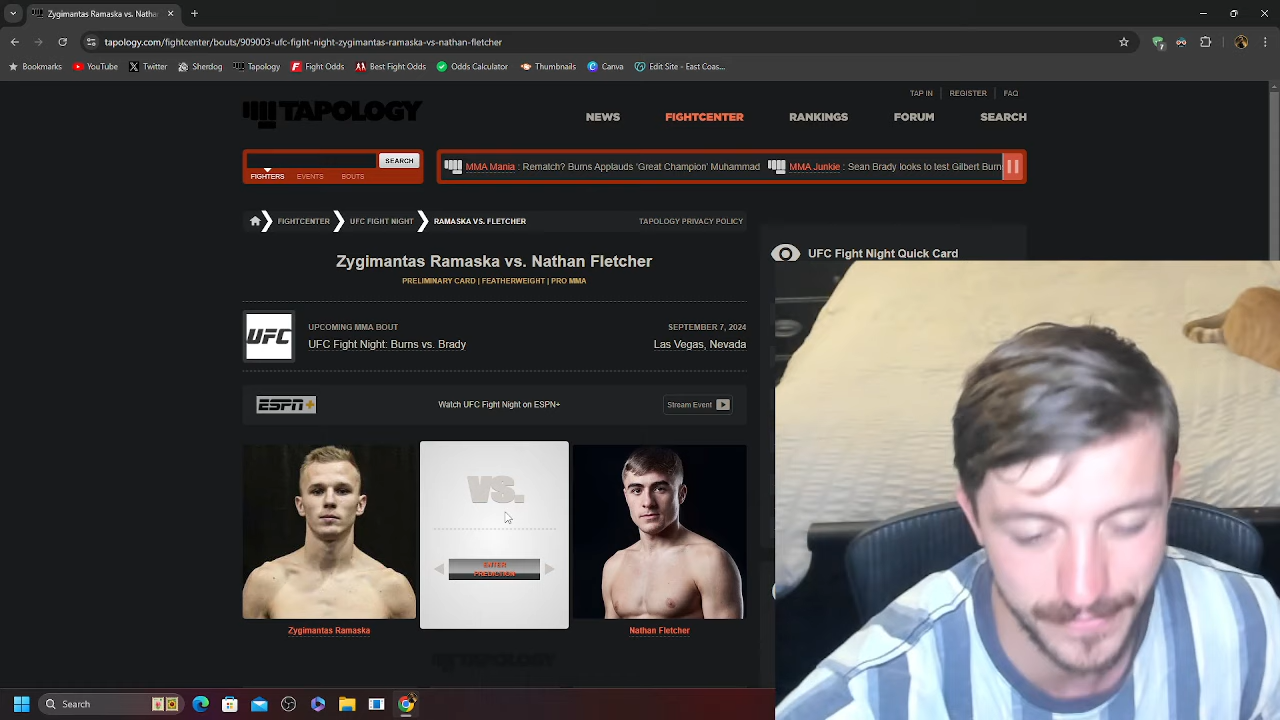 Zygimantas Ramaska vs. Natha
tapology.com/fightcenter/bouts/909003-ufc-fight-night-zygimantas-ramaska-vs-nathan-fletcher
Bookmarks YouTube Twitter Sherdog Tapology Fight Odds Best Fight Odds Odds Calculator Thumbnails Canva Edit Site - East Coas...
TAP IN REGISTER FAQ
TAPOLOGY
NEWS FIGHTCENTER RANKINGS FORUM SEARCH
SEARCH
FIGHTERS EVENTS BOUTS
MMA Mania : Rematch? Burns Applauds 'Great Champion' Muhammad MMA Junkie : Sean Brady looks to test Gilbert Burn
FIGHTCENTER UFC FIGHT NIGHT RAMASKA VS. FLETCHER TAPOLOGY PRIVACY POLICY
UFC Fight Night Quick Card
Zygimantas Ramaska vs. Nathan Fletcher
PRELIMINARY CARD | FEATHERWEIGHT | PRO MMA
UFC
UPCOMING MMA BOUT
UFC Fight Night: Burns vs. Brady
SEPTEMBER 7, 2024
Las Vegas, Nevada
ESPN+
Watch UFC Fight Night on ESPN+
Stream Event
VS.
ENTER
PREDICTION
Zygimantas Ramaska
Nathan Fletcher
TAPOLOGY
Search